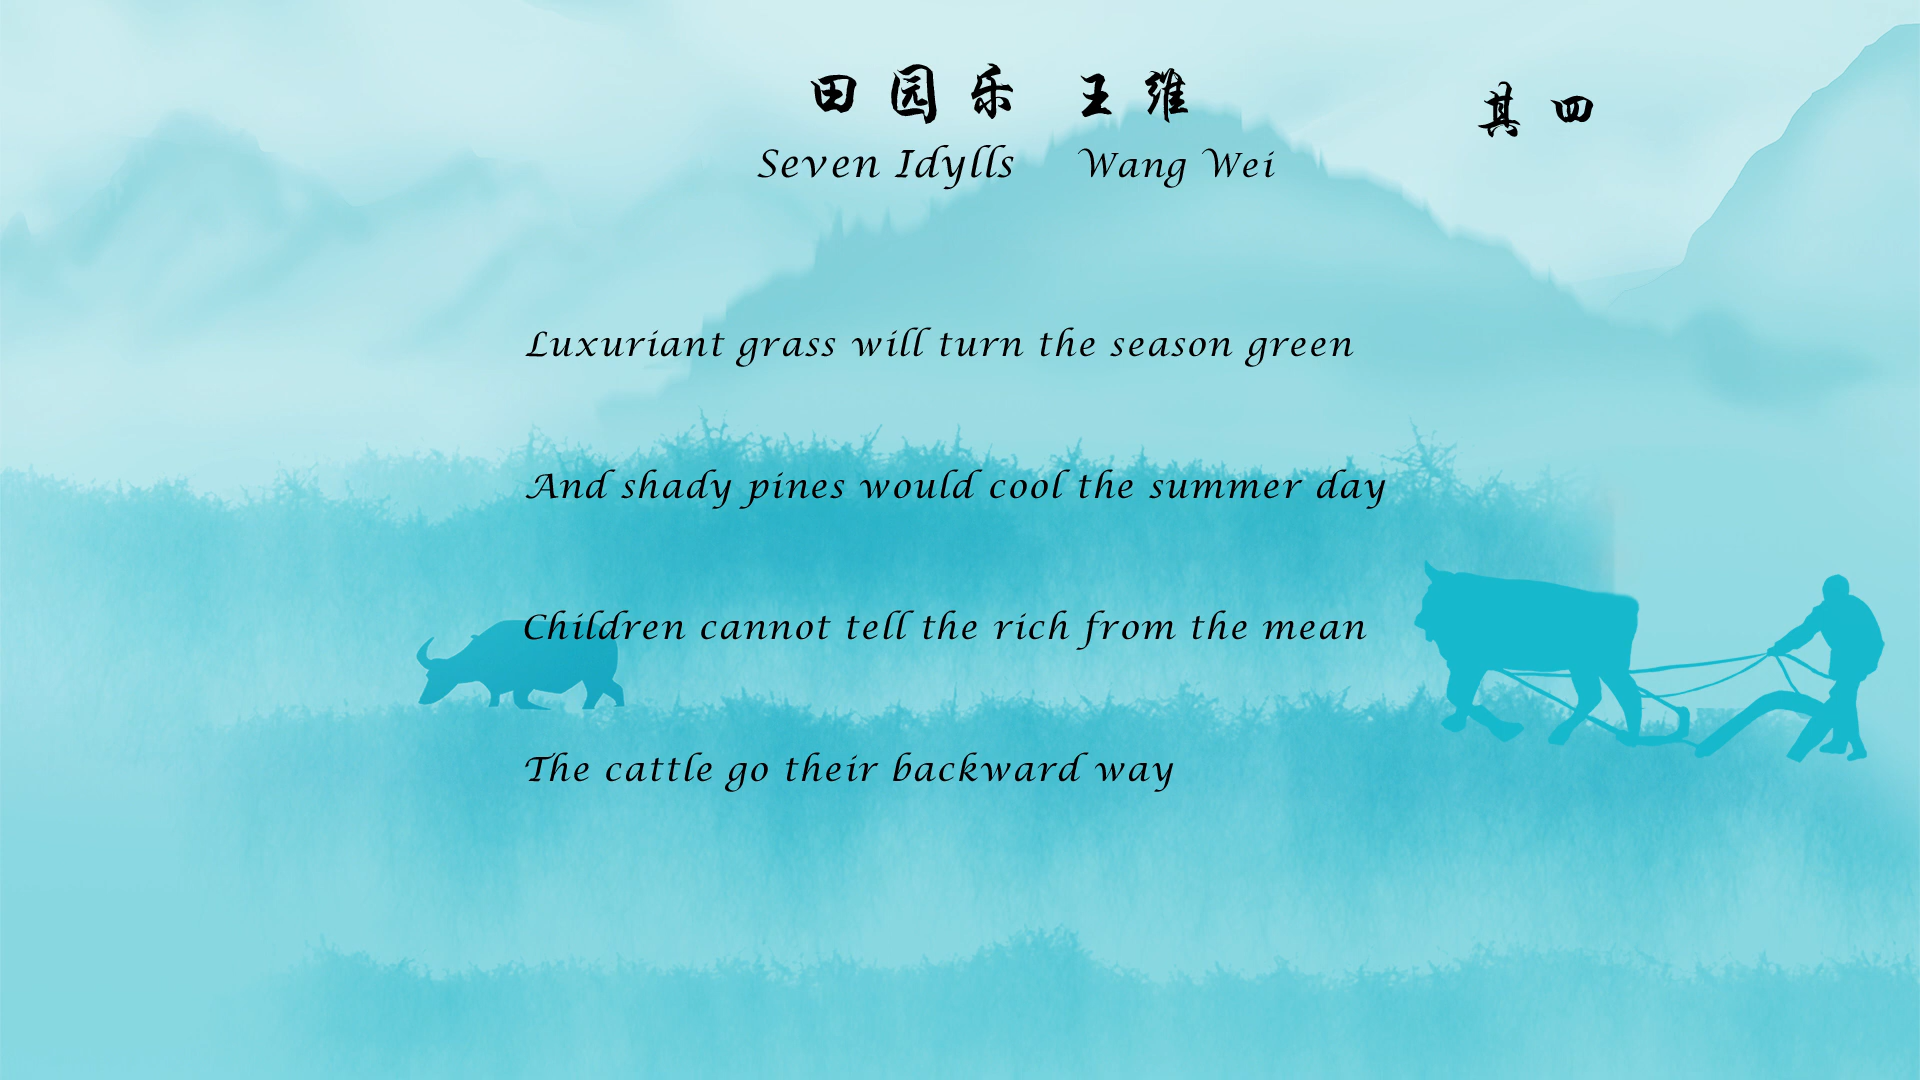 田园乐 王维
其四
Seven Idylls Wang Wei
Luxuriant grass will turn the season green
And shady pines would cool the summer day
Children cannot tell the rich from the mean
The cattle go their backward way